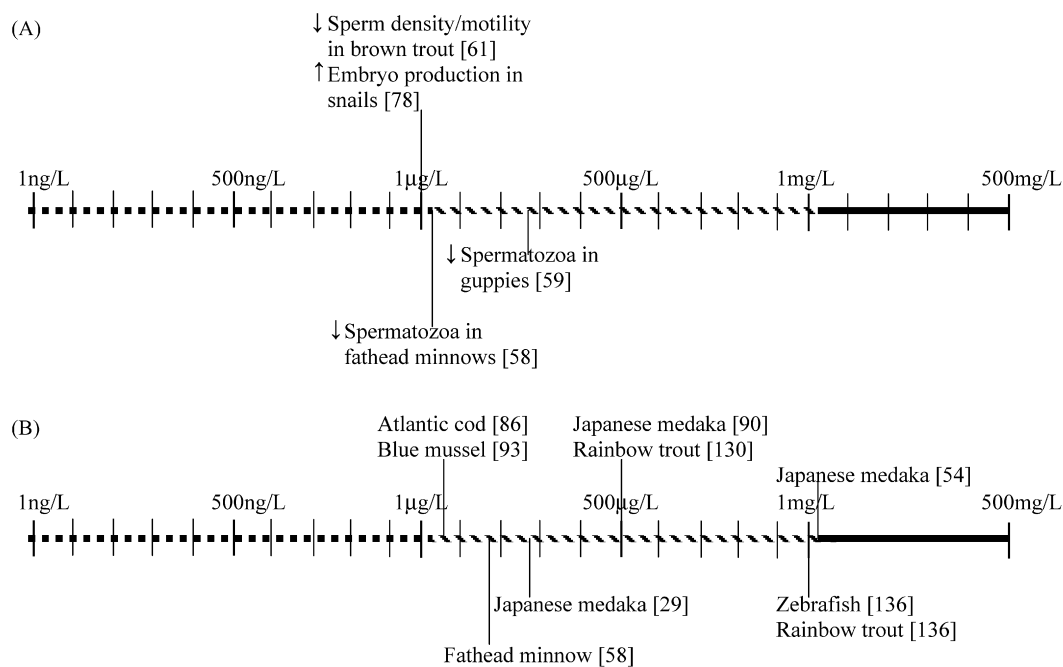 (A)
↓ Sperm density/motility
in brown trout [61]
↑ Embryo production in
snails [78]
1ng/L 500ng/L 1μg/L 500μg/L 1mg/L 500mg/L
↓ Spermatozoa in
guppies [59]
↓ Spermatozoa in
fathead minnows [58]
(B)
Atlantic cod [86]
Blue mussel [93]
Japanese medaka [90]
Rainbow trout [130]
Japanese medaka [54]
1ng/L 500ng/L 1μg/L 500μg/L 1mg/L 500mg/L
Japanese medaka [29]
Fathead minnow [58]
Zebrafish [136]
Rainbow trout [136]